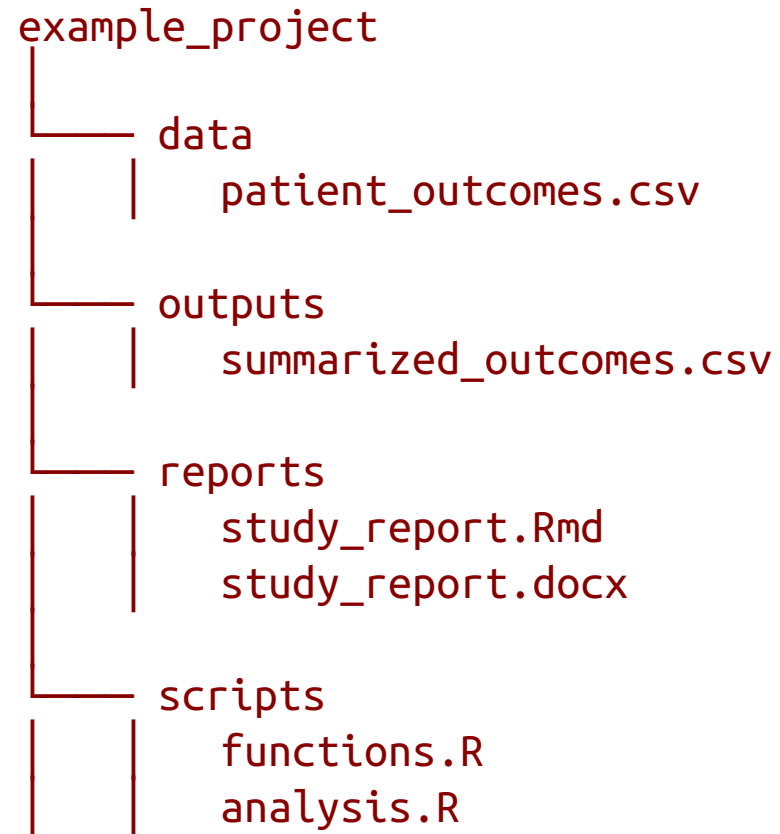 example_project
data
patient_outcomes.csv
outputs
summarized_outcomes.csv
reports
study_report.Rmd
study_report.docx
scripts
functions.R
analysis.R